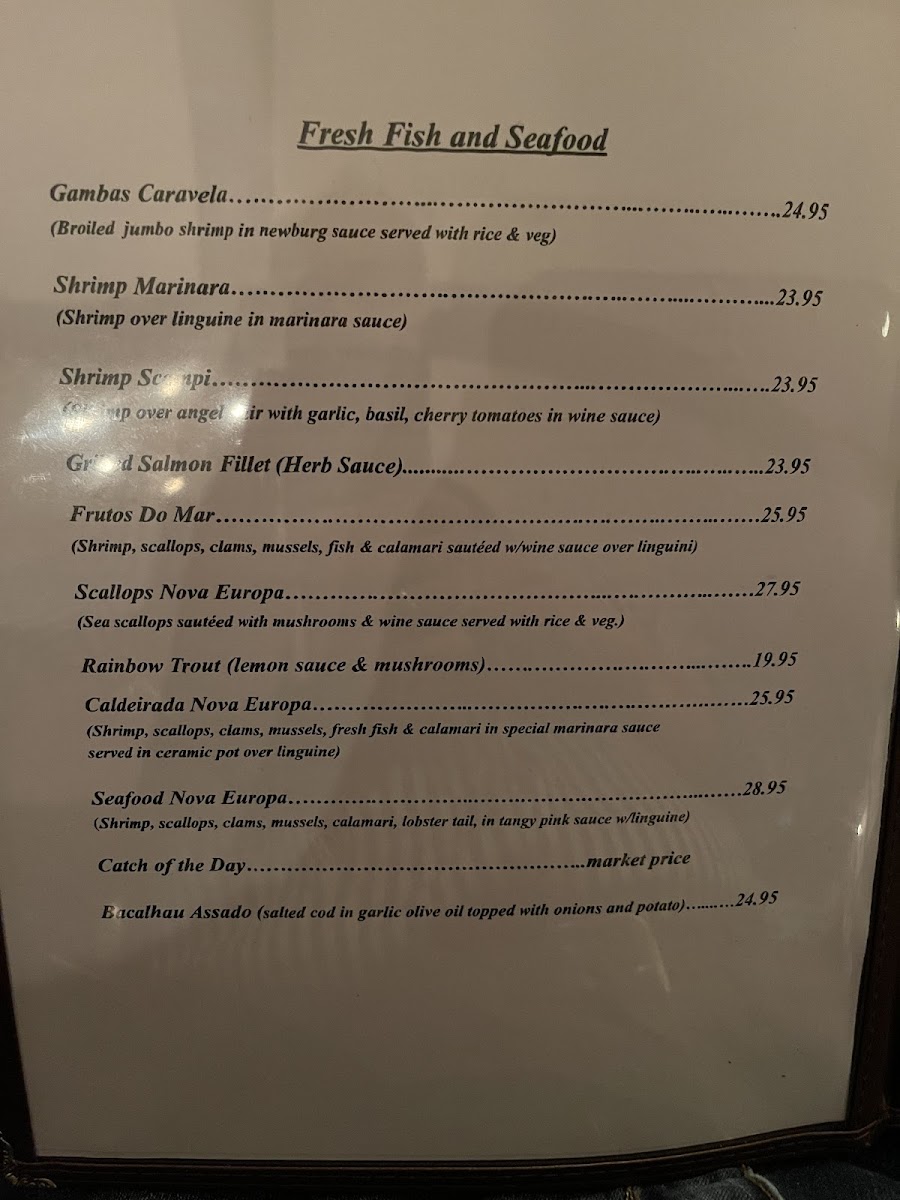 Fresh Fish and Seafood
Gambas Caravela..........24.95
(Broiled jumbo shrimp in newburg sauce served with rice & veg)
Shrimp Marinara..........23.95
(Shrimp over linguine in marinara sauce)
Shrimp Scampi..........23.95
(Shrimp over angel hair with garlic, basil, cherry tomatoes in wine sauce)
Grilled Salmon Fillet (Herb Sauce)..........23.95
Frutos Do Mar..........25.95
(Shrimp, scallops, clams, mussels, fish & calamari sautéed w/wine sauce over linguini)
Scallops Nova Europa..........27.95
(Sea scallops sautéed with mushrooms & wine sauce served with rice & veg.)
Rainbow Trout (lemon sauce & mushrooms)..........19.95
Caldeirada Nova Europa..........25.95
(Shrimp, scallops, clams, mussels, fresh fish & calamari in special marinara sauce
served in ceramic pot over linguine)
Seafood Nova Europa..........28.95
(Shrimp, scallops, clams, mussels, calamari, lobster tail, in tangy pink sauce w/linguine)
Catch of the Day..........market price
Bacalhau Assado (salted cod in garlic olive oil topped with onions and potato)..........24.95